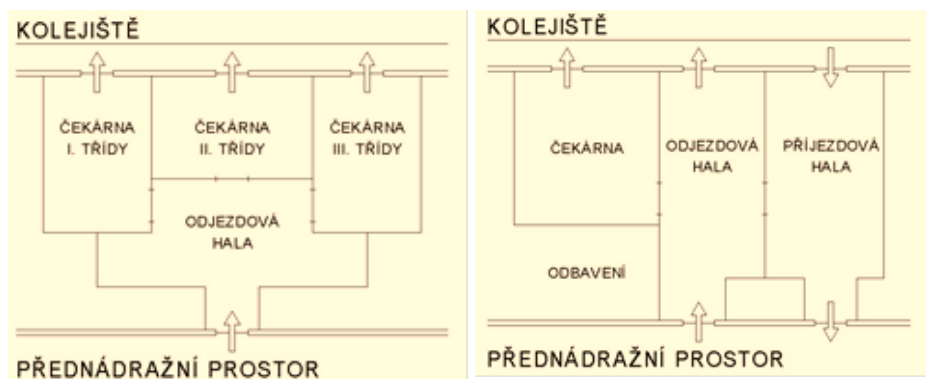 KOLEJIŠTĚ
ČEKÁRNA
I. TŘÍDY
ČEKÁRNA
II. TŘÍDY
ČEKÁRNA
III. TŘÍDY
ODJEZDOVÁ
HALA
PŘEDNÁDRAŽNÍ PROSTOR
KOLEJIŠTĚ
ČEKÁRNA
ODJEZDOVÁ
HALA
PŘÍJEZDOVÁ
HALA
ODBAVENÍ
PŘEDNÁDRAŽNÍ PROSTOR